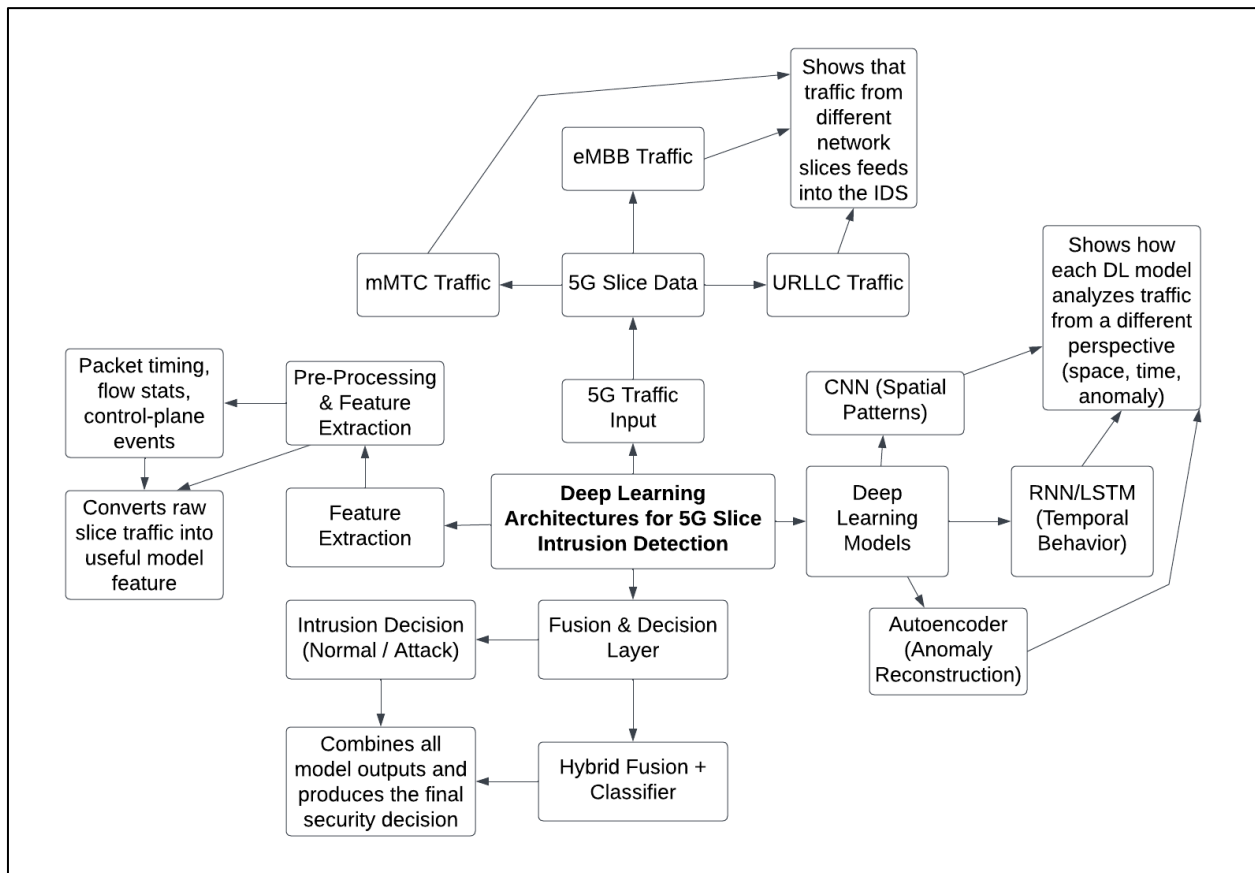 Shows that
traffic from
different
network
slices feeds
into the IDS
eMBB Traffic
mMTC Traffic
5G Slice Data
URLLC Traffic
Shows how
each DL model
analyzes traffic
from a different
perspective
(space, time,
anomaly)
Packet timing,
flow stats,
control-plane
events
Pre-Processing
& Feature
Extraction
5G Traffic
Input
CNN (Spatial
Patterns)
Converts raw
slice traffic into
useful model
feature
Feature
Extraction
Deep Learning
Architectures for 5G Slice
Intrusion Detection
Deep
Learning
Models
RNN/LSTM
(Temporal
Behavior)
Intrusion Decision
(Normal / Attack)
Fusion & Decision
Layer
Autoencoder
(Anomaly
Reconstruction)
Combines all
model outputs and
produces the final
security decision
Hybrid Fusion +
Classifier